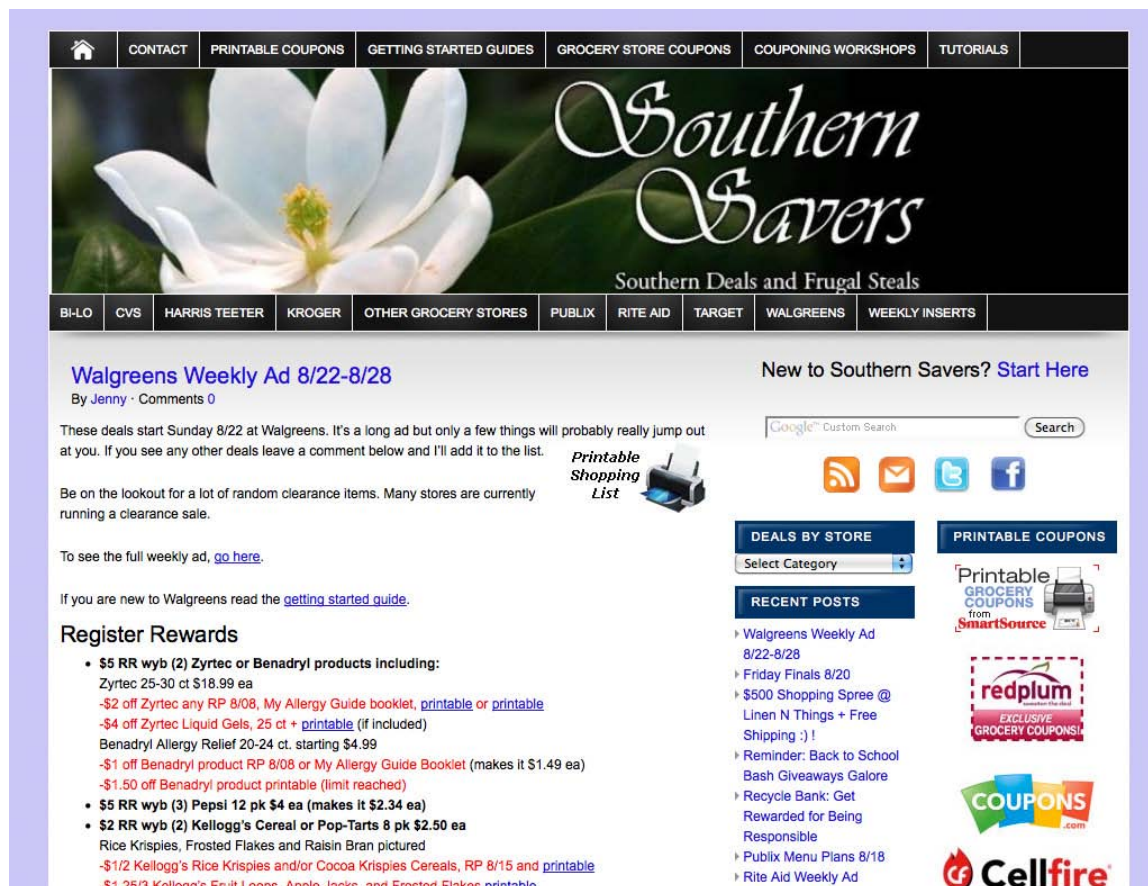 CONTACT PRINTABLE COUPONS GETTING STARTED GUIDES GROCERY STORE COUPONS COUPONING WORKSHOPS TUTORIALS
Southern
Savers
Southern Deals and Frugal Steals
BI-LO CVS HARRIS TEETER KROGER OTHER GROCERY STORES PUBLIX RITE AID TARGET WALGREENS WEEKLY INSERTS
Walgreens Weekly Ad 8/22-8/28
By Jenny · Comments 0
These deals start Sunday 8/22 at Walgreens. It's a long ad but only a few things will probably really jump out
at you. If you see any other deals leave a comment below and I'll add it to the list.
Printable
Shopping
List
Be on the lookout for a lot of random clearance items. Many stores are currently
running a clearance sale.
To see the full weekly ad, go here.
If you are new to Walgreens read the getting started guide.
Register Rewards
• $5 RR wyb (2) Zyrtec or Benadryl products including:
Zyrtec 25-30 ct $18.99 ea
-$2 off Zyrtec any RP 8/08, My Allergy Guide booklet, printable or printable
-$4 off Zyrtec Liquid Gels, 25 ct + printable (if included)
Benadryl Allergy Relief 20-24 ct. starting $4.99
-$1 off Benadryl product RP 8/08 or My Allergy Guide Booklet (makes it $1.49 ea)
-$1.50 off Benadryl product printable (limit reached)
• $5 RR wyb (3) Pepsi 12 pk $4 ea (makes it $2.34 ea)
• $2 RR wyb (2) Kellogg's Cereal or Pop-Tarts 8 pk $2.50 ea
Rice Krispies, Frosted Flakes and Raisin Bran pictured
-$1/2 Kellogg's Rice Krispies and/or Cocoa Krispies Cereals, RP 8/15 and printable
-$1.25/3 Kellogg's Fruit Loops, Apple Jacks, and Frosted Flakes printable
New to Southern Savers? Start Here
Google™ Custom Search Search
DEALS BY STORE
Select Category
RECENT POSTS
Walgreens Weekly Ad
8/22-8/28
Friday Finals 8/20
$500 Shopping Spree @
Linen N Things + Free
Shipping :) !
Reminder: Back to School
Bash Giveaways Galore
Recycle Bank: Get
Rewarded for Being
Responsible
Publix Menu Plans 8/18
Rite Aid Weekly Ad
PRINTABLE COUPONS
Printable
GROCERY
COUPONS
from
SmartSource
redplum
EXCLUSIVE
GROCERY COUPONS!
COUPONS
.com
Cellfire